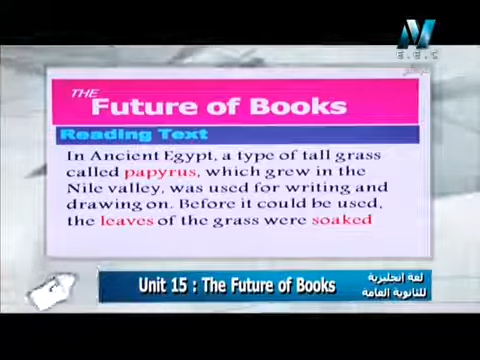 E.E.C
THE
Future of Books
Reading Text
In Ancient Egypt, a type of tall grass
called papyrus, which grew in the
Nile valley, was used for writing and
drawing on. Before it could be used,
the leaves of the grass were soaked
Unit 15 : The Future of Books
لغة إنجليزية
للثانوية العامة